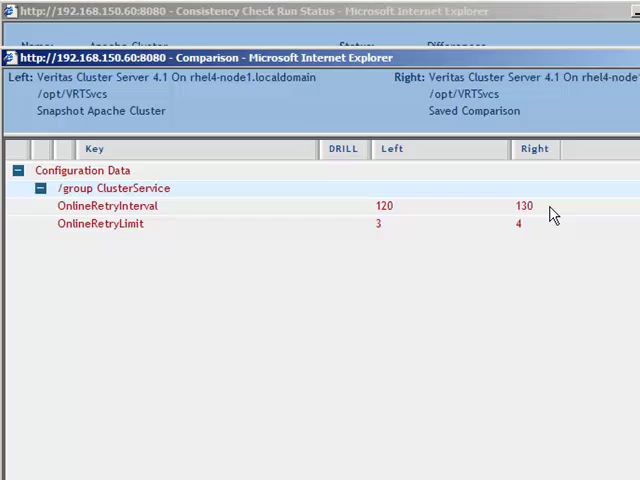 http://192.168.150.60:8080 - Consistency Check Run Status - Microsoft Internet Explorer
http://192.168.150.60:8080 - Comparison - Microsoft Internet Explorer
Left: Veritas Cluster Server 4.1 On rhel4-node1.localdomain
/opt/VRTSvcs
Snapshot Apache Cluster
Right: Veritas Cluster Server 4.1 On rhel4-node1
/opt/VRTSvcs
Saved Comparison
Key DRILL Left Right
Configuration Data
/group ClusterService
OnlineRetryInterval 120 130
OnlineRetryLimit 3 4